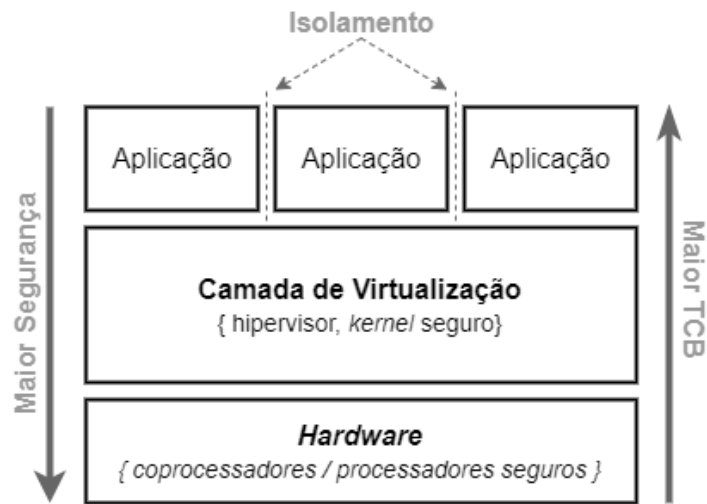 Isolamento
Aplicação
Aplicação
Aplicação
Maior Segurança
Maior TCB
Camada de Virtualização
{ hipervisor, kernel seguro}
Hardware
{ coprocessadores / processadores seguros }